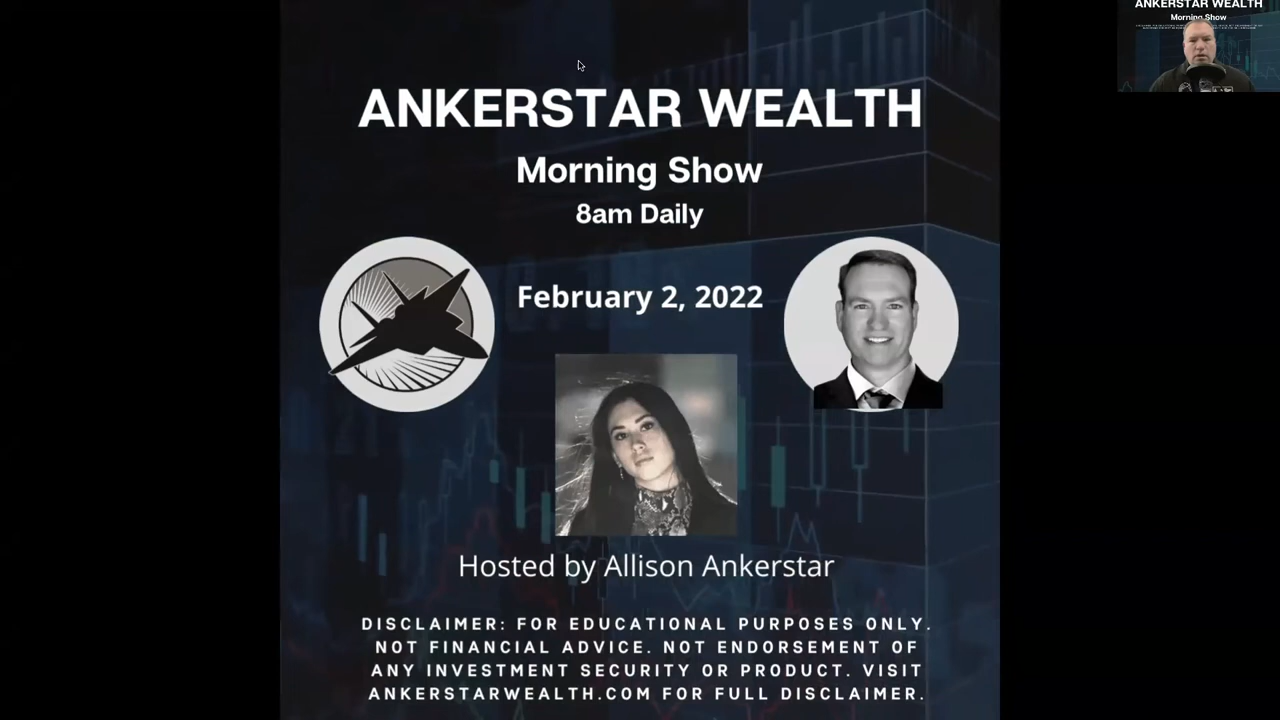 ANKERSTAR WEALTH
Morning Show
8am Daily
February 2, 2022
Hosted by Allison Ankerstar
DISCLAIMER: FOR EDUCATIONAL PURPOSES ONLY.
NOT FINANCIAL ADVICE. NOT ENDORSEMENT OF
ANY INVESTMENT SECURITY OR PRODUCT. VISIT
ANKERSTARWEALTH.COM FOR FULL DISCLAIMER.
ANKERSTAR WEALTH
Morning Show